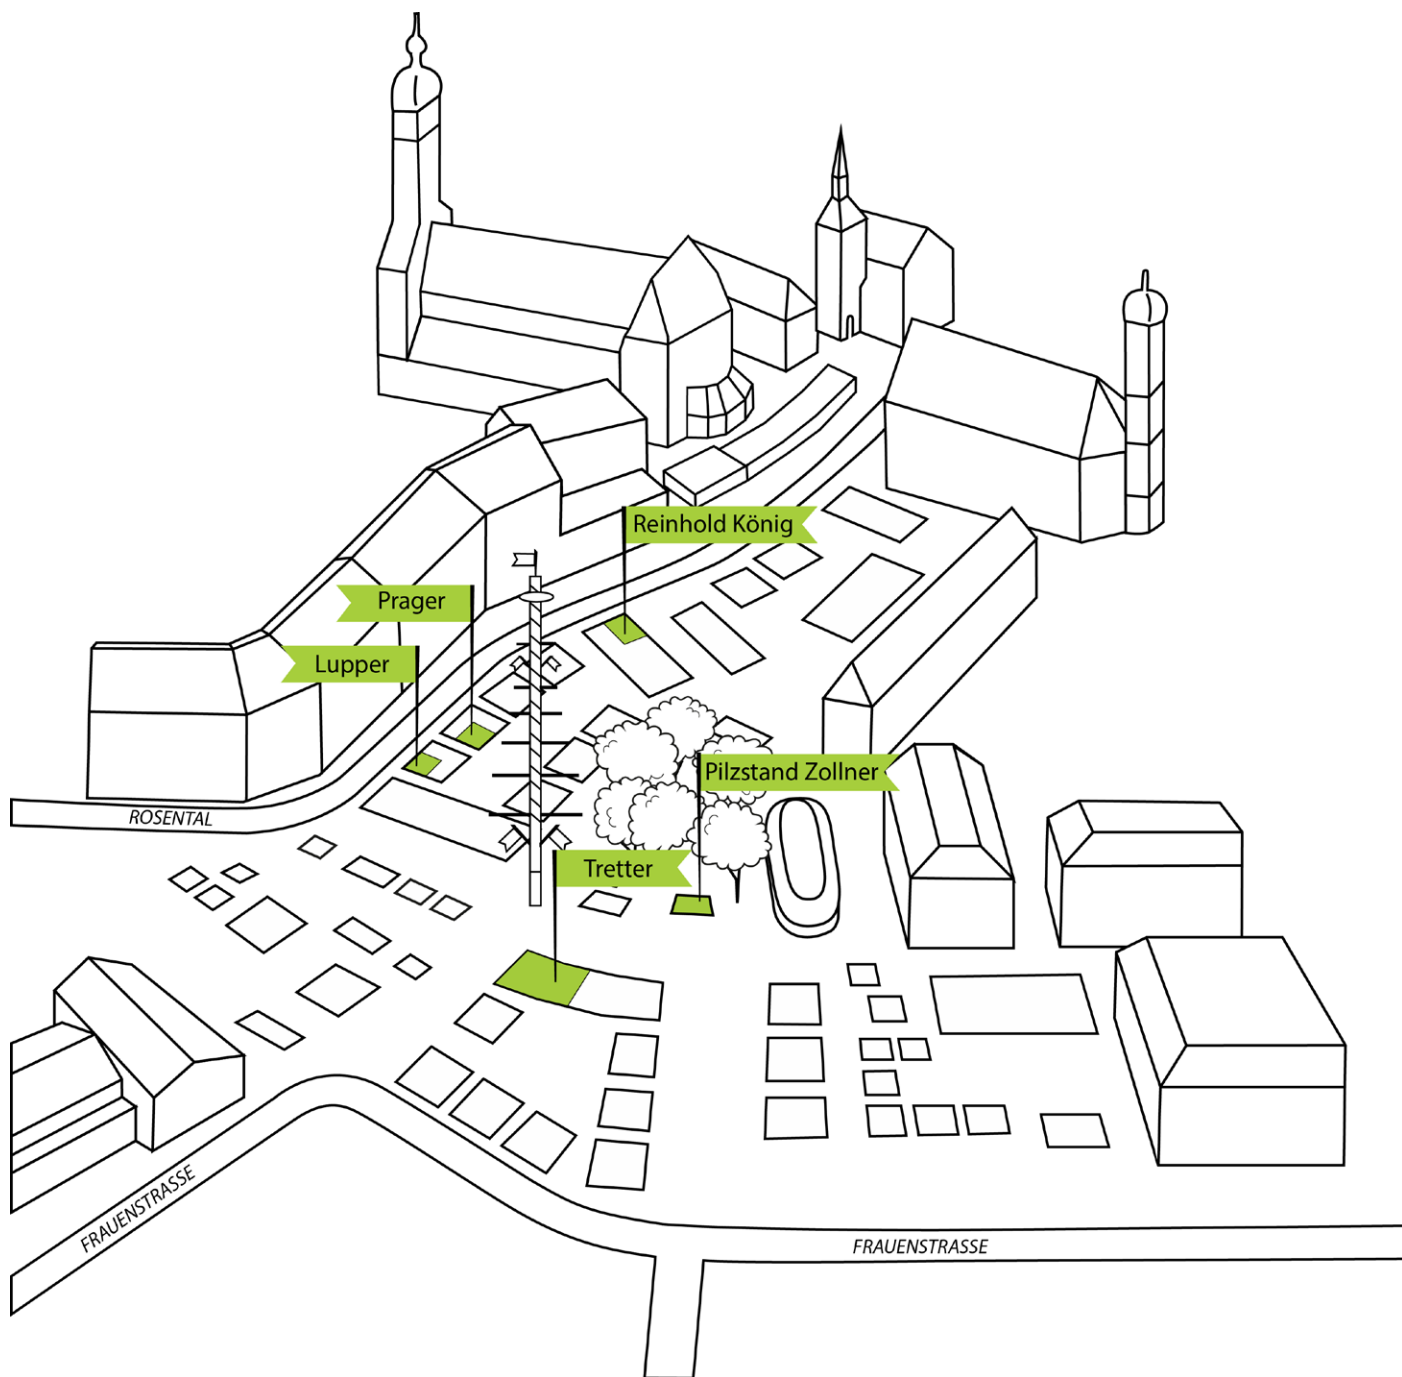 Reinhold König
Prager
Lupper
Pilzstand Zollner
ROSENTAL
Tretter
FRAUENSTRASSE
FRAUENSTRASSE